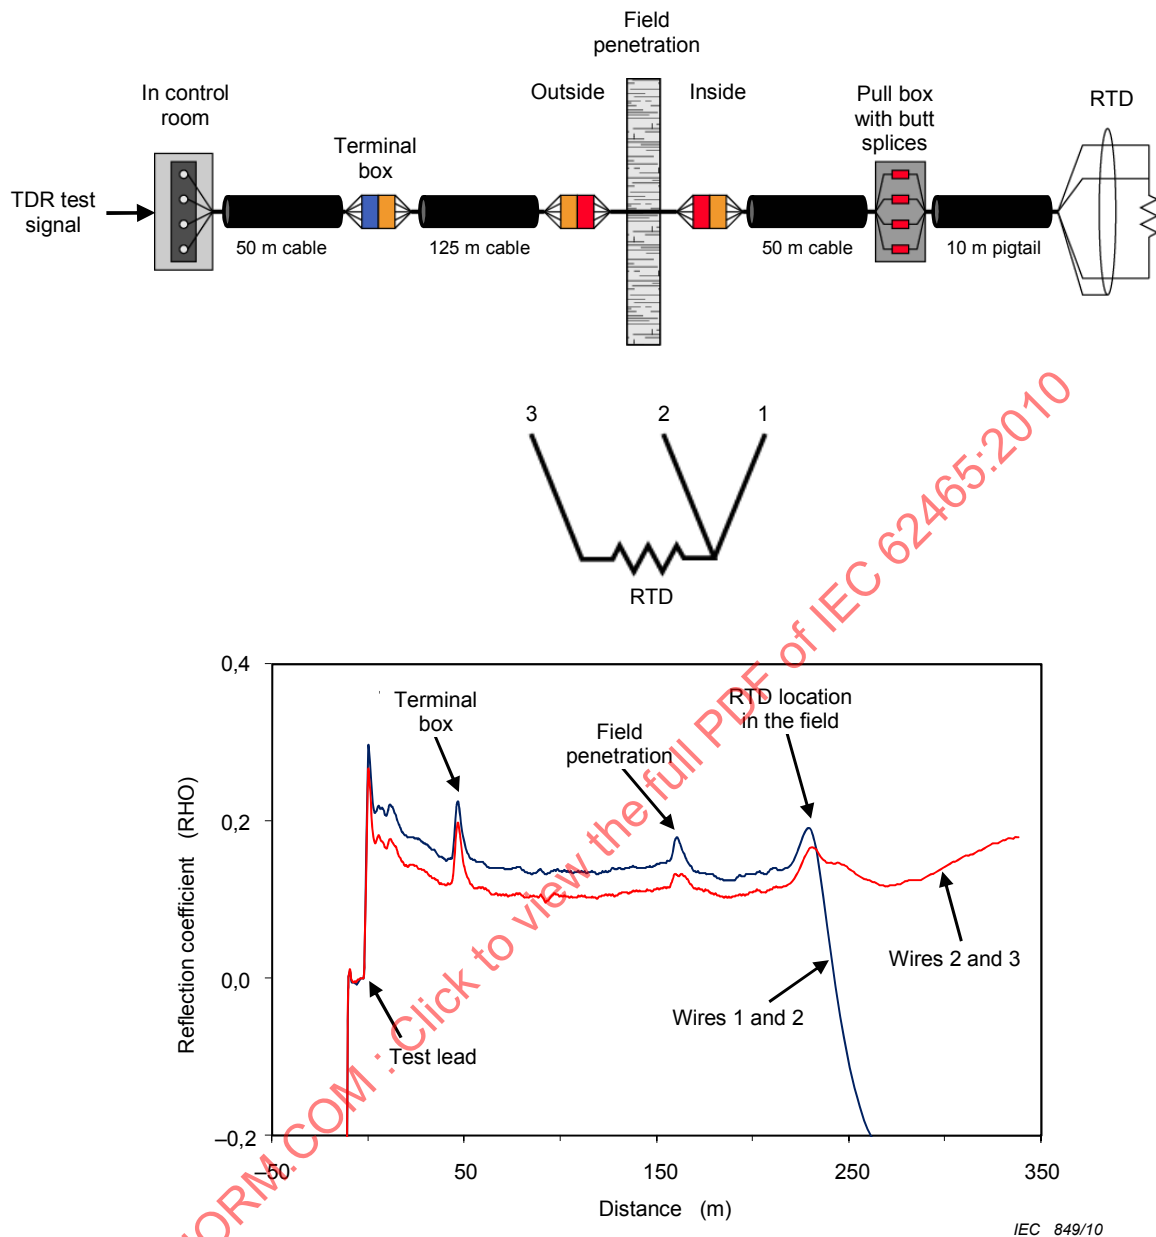 Field
penetration
In control
room
Outside
Inside
Pull box
with butt
splices
RTD
Terminal
box
TDR test
signal
50 m cable
125 m cable
50 m cable
10 m pigtail
3
2
1
RTD
0,4
0,2
0,0
–0,2
Reflection coefficient (RHO)
Terminal
box
Field
penetration
RTD location
in the field
Wires 2 and 3
Wires 1 and 2
Test lead
–50
50
150
250
350
Distance (m)
IEC 849/10
NORM.COM : Click to view the full PDF of IEC 62465:2010